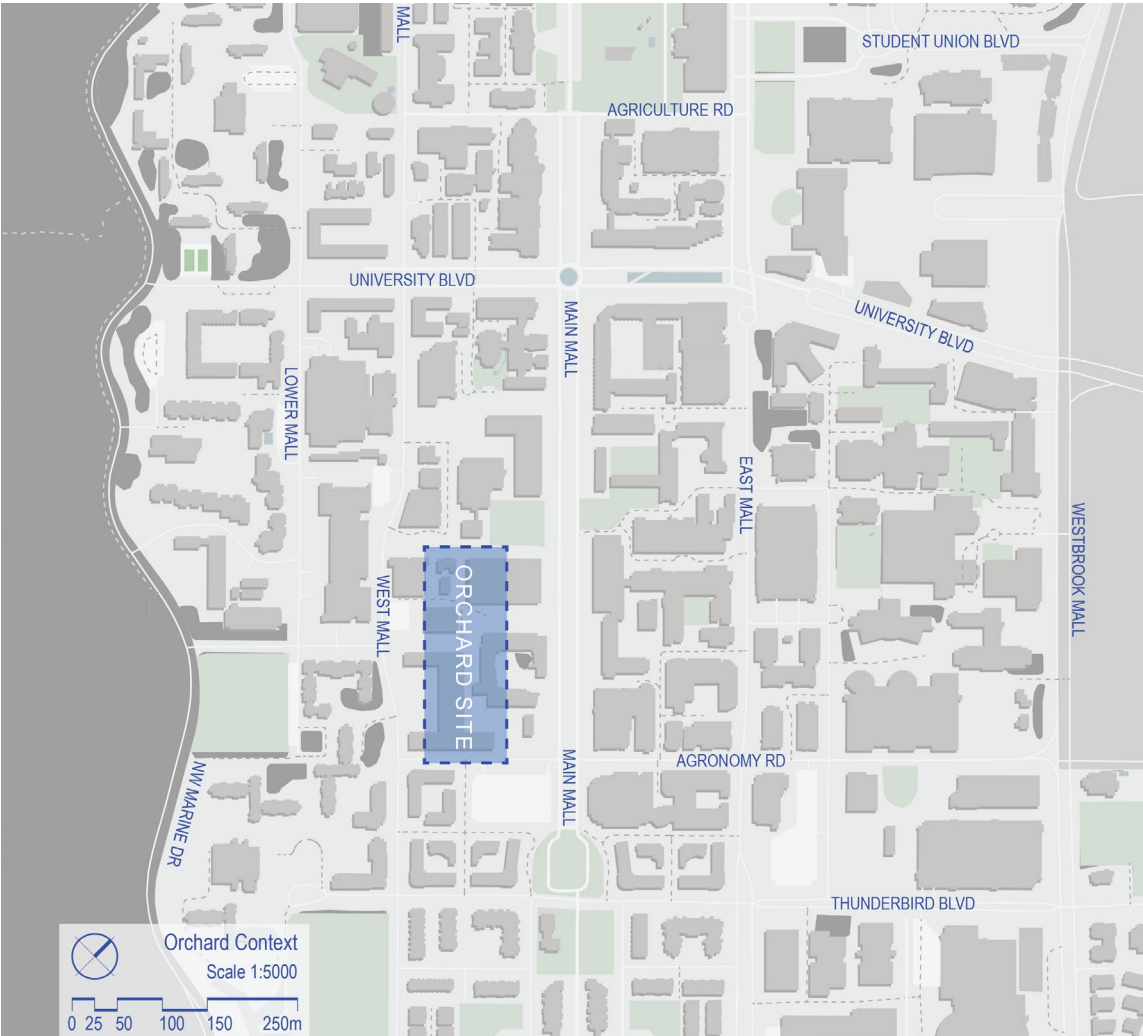 MALL
STUDENT UNION BLVD
AGRICULTURE RD
UNIVERSITY BLVD
MAIN MALL
UNIVERSITY BLVD
LOWER MALL
EAST MALL
WESTBROOK MALL
WEST MALL
ORCHARD SITE
MAIN MALL
AGRONOMY RD
NW MARINE DR
THUNDERBIRD BLVD
Orchard Context
Scale 1:5000
0 25 50 100 150 250m